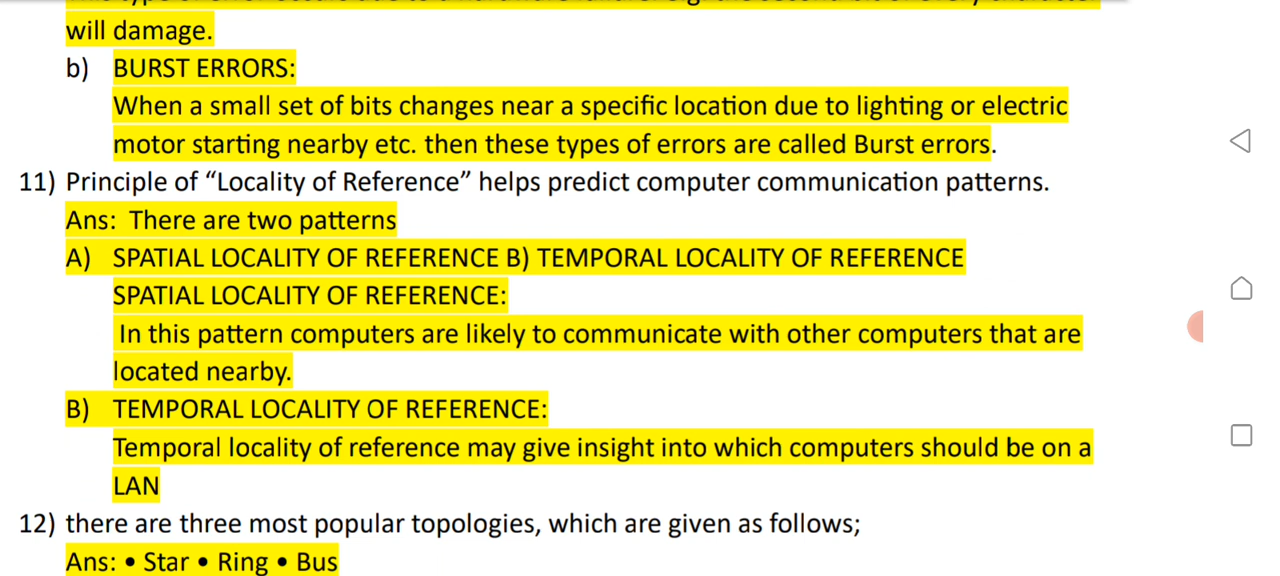 will damage.
b) BURST ERRORS:
When a small set of bits changes near a specific location due to lighting or electric
motor starting nearby etc. then these types of errors are called Burst errors.
11) Principle of “Locality of Reference” helps predict computer communication patterns.
Ans: There are two patterns
A) SPATIAL LOCALITY OF REFERENCE B) TEMPORAL LOCALITY OF REFERENCE
SPATIAL LOCALITY OF REFERENCE:
In this pattern computers are likely to communicate with other computers that are
located nearby.
B) TEMPORAL LOCALITY OF REFERENCE:
Temporal locality of reference may give insight into which computers should be on a
LAN
12) there are three most popular topologies, which are given as follows;
Ans: • Star • Ring • Bus